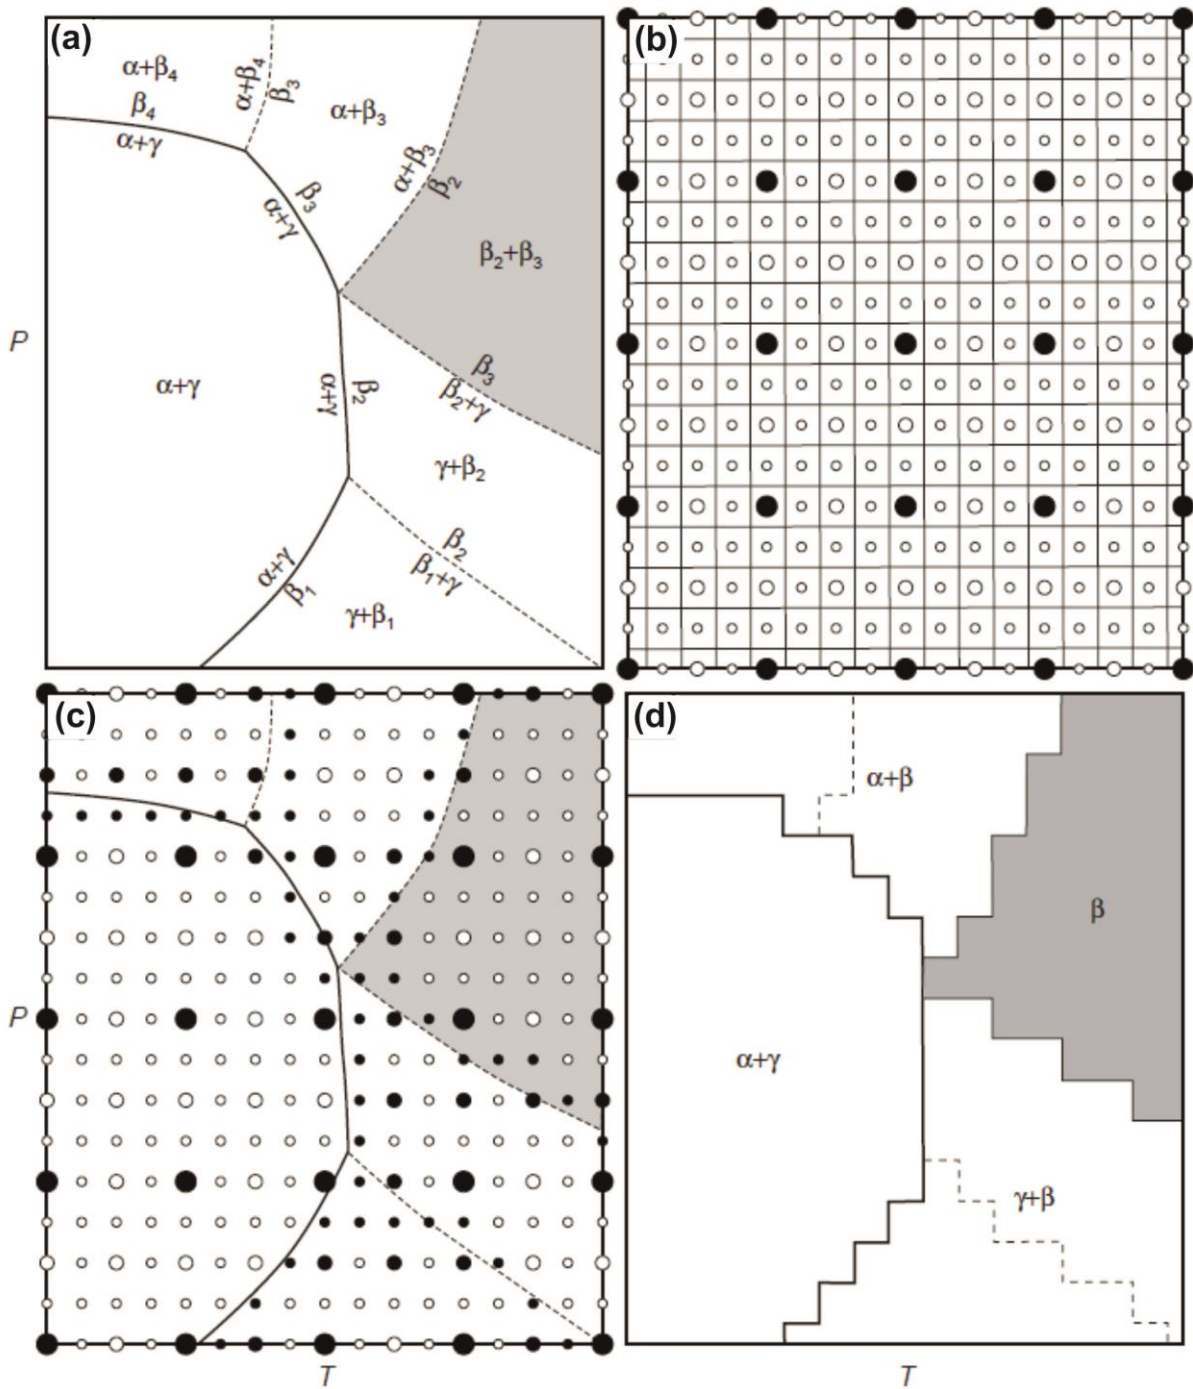 (a)
α+β4
β4
α+γ
α+β4
β3
α+β3
α+β3
β2
β3
α+γ
β2+β3
P
α+γ
α+γ
β2
β3
β2+γ
γ+β2
α+γ
β1
β2
β1+γ
γ+β1
(b)
(c)
P
T
(d)
α+β
β
α+γ
γ+β
T